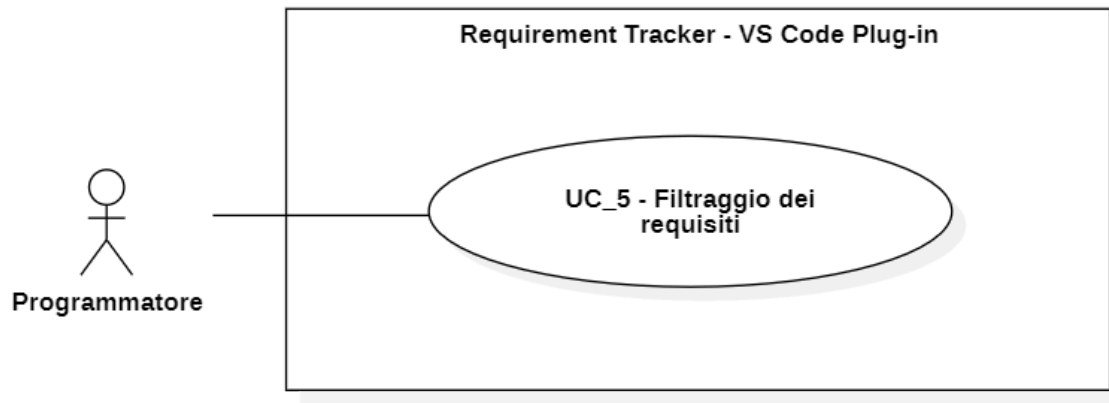 Requirement Tracker - VS Code Plug-in
UC_5 - Filtraggio dei
requisiti
Programmatore